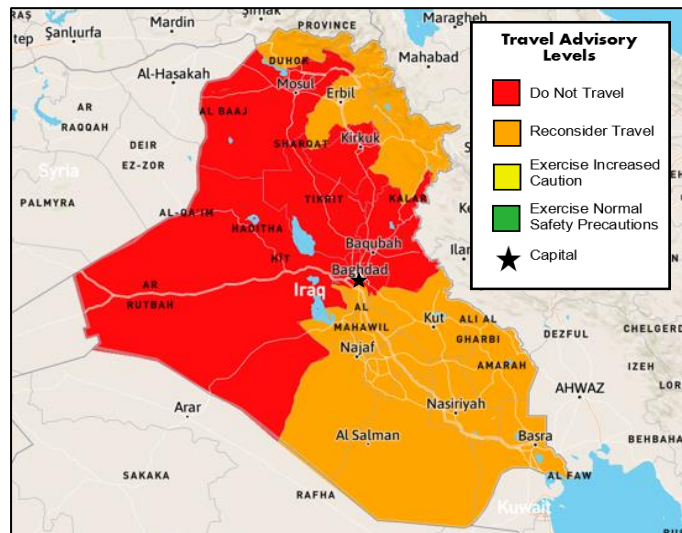 Travel Advisory
Levels
Do Not Travel
Reconsider Travel
Exercise Increased
Caution
Exercise Normal
Safety Precautions
Capital
Şırnak
PROVINCE
Maragheh
Mardin
Şanlıurfa
tep
Mahabad
DUHOK
Al-Hasakah
Mosul
Erbil
AR
RAQQAH
AL BAAJ
DEIR
EZ-ZOR
SHARQAT
Kirkuk
Syria
PALMYRA
AL-QA'IM
TIKRIT
KALAR
HADITHA
Baqubah
HIT
Baghdad
AR
RUTBAH
Iraq
AL
MAHAWIL
Kut
ALI AL
GHARBI
DEZFUL
CHELGERD
IZEH
Najaf
AMARAH
AHWAZ
Arar
Nasiriyah
Al Salman
Basra
BEHBAHA
SAKAKA
RAFHA
AL FAW
Kuwait